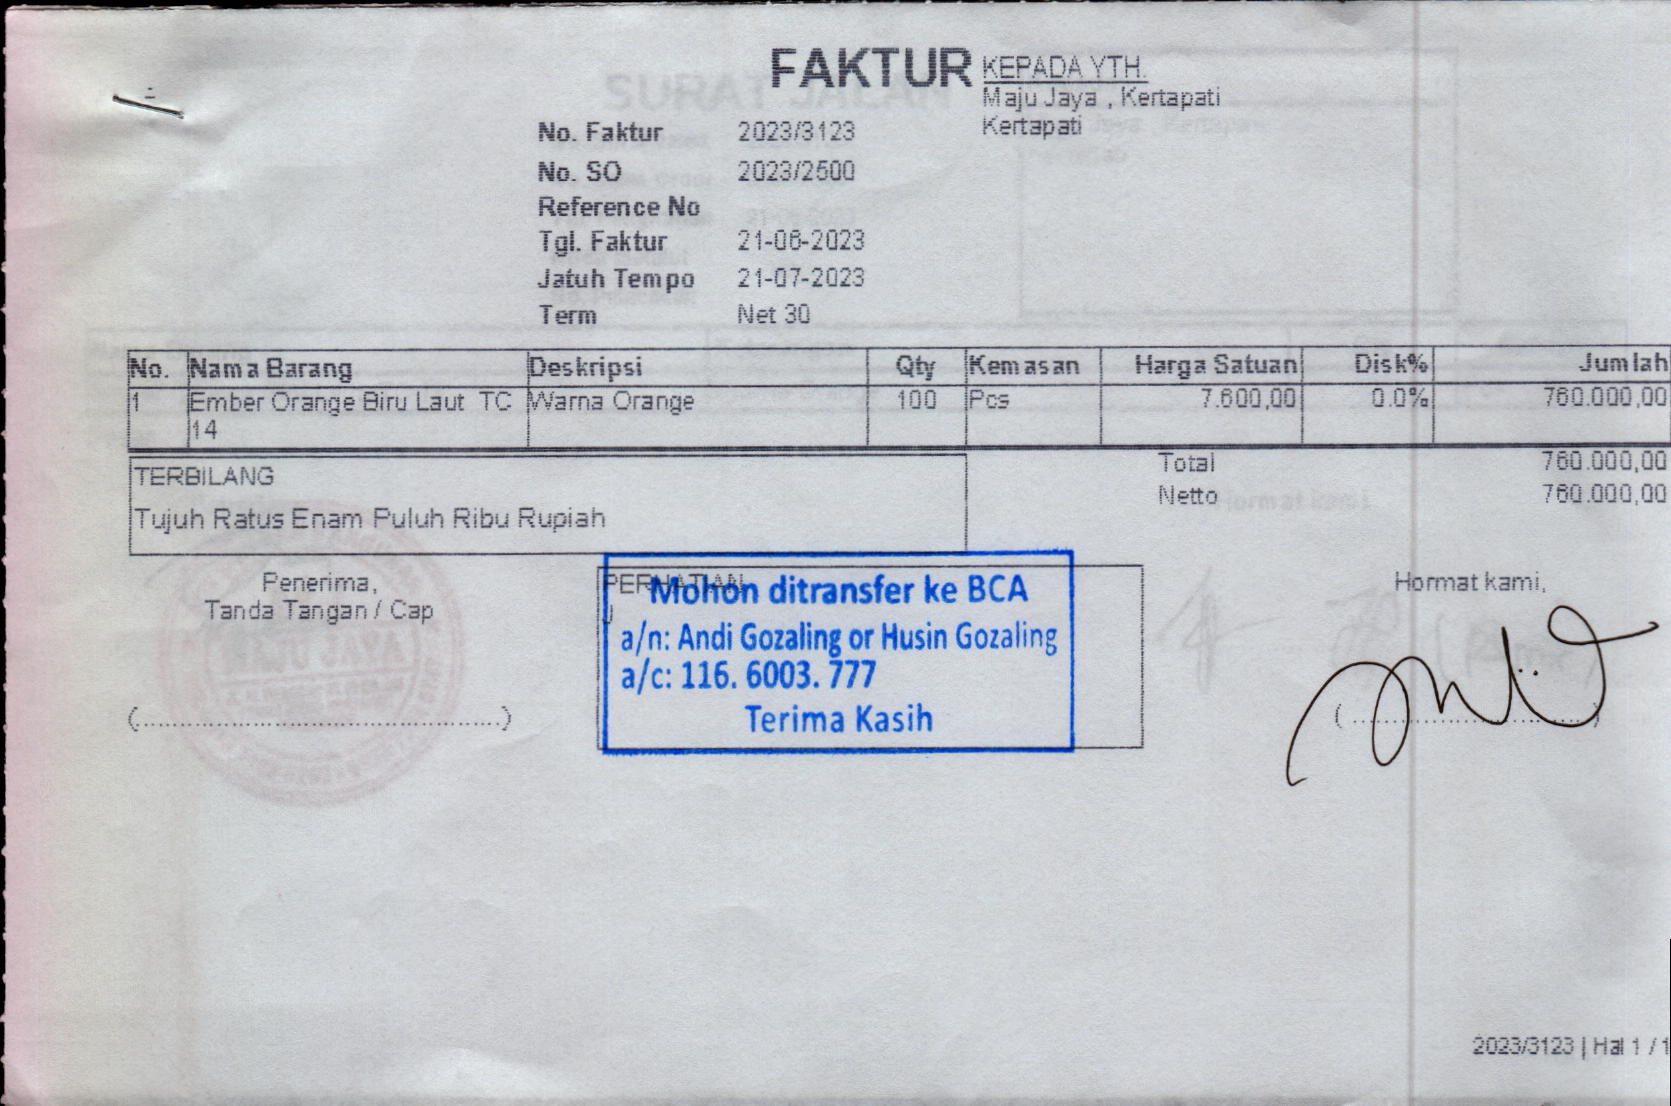 FAKTUR
KEPADA YTH.
Maju Jaya , Kertapati
Kertapati
No. Faktur 2023/3123
No. SO 2023/2500
Reference No
Tgl. Faktur 21-06-2023
Jatuh Tempo 21-07-2023
Term Net 30
No. Nama Barang Deskripsi Qty Kemasan Harga Satuan Disk% Jumlah
1 Ember Orange Biru Laut TC Warna Orange 100 Pcs 7.600,00 0.0% 760.000,00
14
Total 760.000,00
Netto 760.000,00
TERBILANG
Tujuh Ratus Enam Puluh Ribu Rupiah
Penerima,
Tanda Tangan / Cap
(..................................................)
PERHATIAN
Mohon ditransfer ke BCA
a/n: Andi Gozaling or Husin Gozaling
a/c: 116. 6003. 777
Terima Kasih
Hormat kami,
MAJU JAYA
SURAT JALAN
2023/3123 | Hal 1 / 1